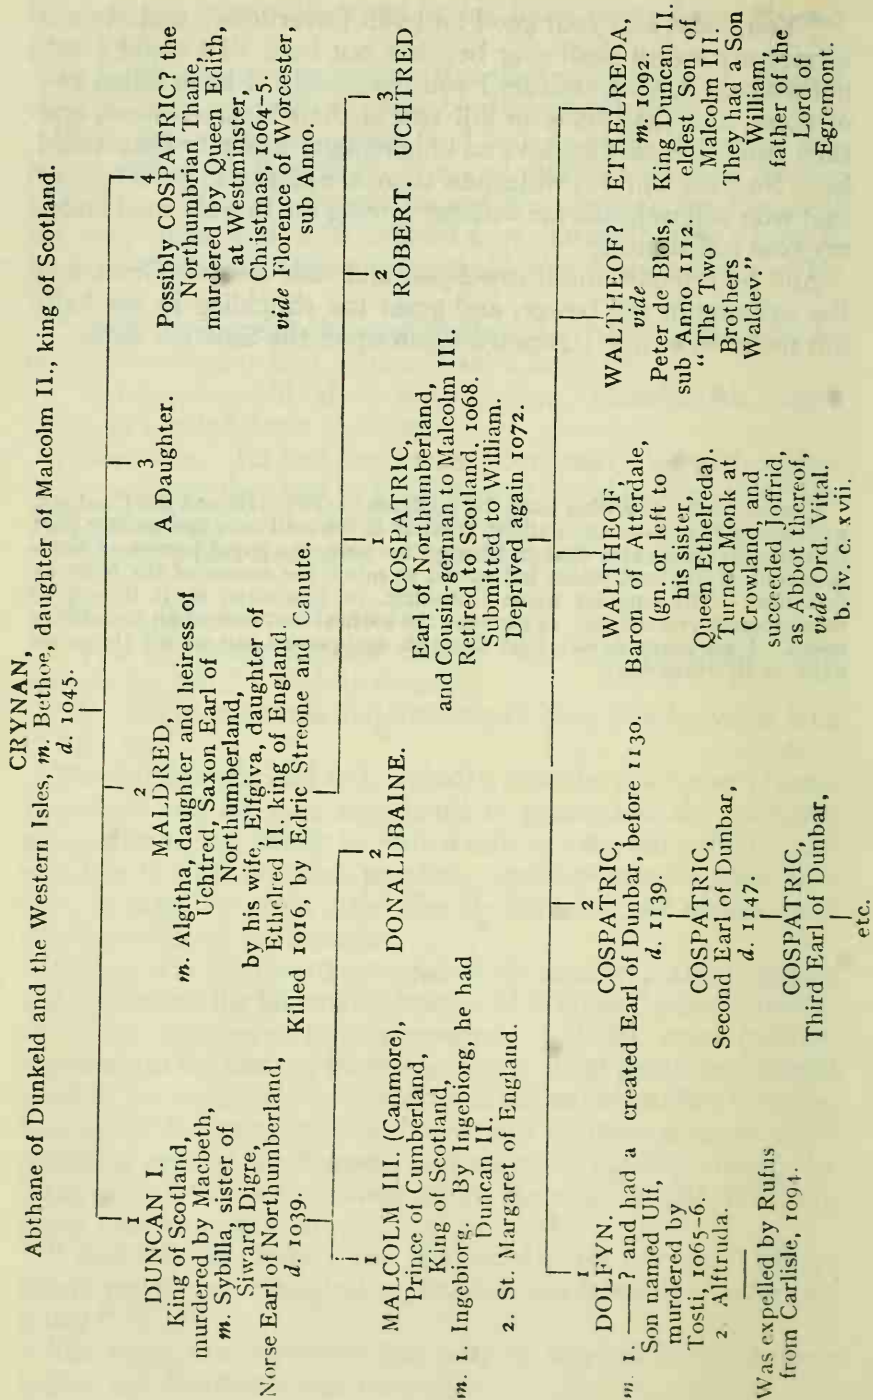 CRYNAN,
Abthane of Dunkeld and the Western Isles, m. Bethoe, daughter of Malcolm II., king of Scotland.
d. 1045.
1
DUNCAN I.
King of Scotland,
murdered by Macbeth,
m. Sybilla, sister of
Siward Digre,
Norse Earl of Northumberland,
d. 1039.
2
MALDRED,
m. Algitha, daughter and heiress of
Uchtred, Saxon Earl of
Northumberland,
by his wife, Elfgiva, daughter of
Ethelred II. king of England.
Killed 1016, by Edric Streone and Canute.
3
A Daughter.
4
Possibly COSPATRIC? the
Northumbrian Thane,
murdered by Queen Edith,
at Westminster,
Christmas, 1064-5.
vide Florence of Worcester,
sub Anno.
1
MALCOLM III. (Canmore),
Prince of Cumberland,
King of Scotland,
m. 1. Ingebiorg. By Ingebiorg, he had
Duncan II.
2. St. Margaret of England.
2
DONALDBAINE.
1
COSPATRIC,
Earl of Northumberland,
and Cousin-german to Malcolm III.
Retired to Scotland. 1068.
Submitted to William.
Deprived again 1072.
2
ROBERT.
3
UCHTRED
1
DOLFYN.
m. 1. —? and had a
Son named Ulf,
murdered by
Tosti, 1065-6.
2. Alftruda.
Was expelled by Rufus
from Carlisle, 1094.
2
COSPATRIC,
created Earl of Dunbar, before 1130.
d. 1139.
COSPATRIC,
Second Earl of Dunbar,
d. 1147.
COSPATRIC,
Third Earl of Dunbar,
etc.
WALTHEOF,
Baron of Atterdale,
(gn. or left to
his sister,
Queen Ethelreda).
Turned Monk at
Crowland, and
succeeded Joffrid,
as Abbot thereof,
vide Ord. Vital.
b. iv. c. xvii.
WALTHEOF?
vide
Peter de Blois,
sub Anno 1112.
"The Two
Brothers
Waldev."
ETHELREDA,
m. 1092.
King Duncan II.
eldest Son of
Malcolm III.
They had a Son
William,
father of the
Lord of
Egremont.